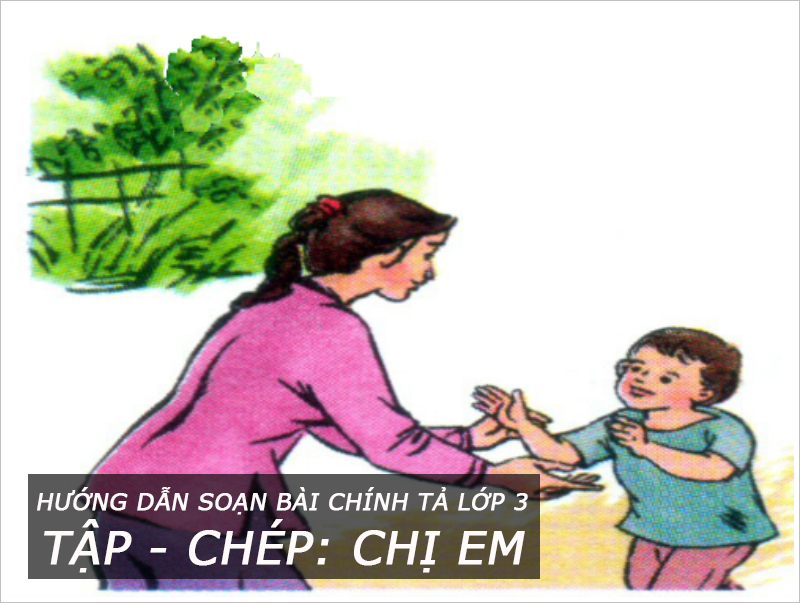 HƯỚNG DẪN SOẠN BÀI CHÍNH TẢ LỚP 3
TẬP - CHÉP: CHỊ EM